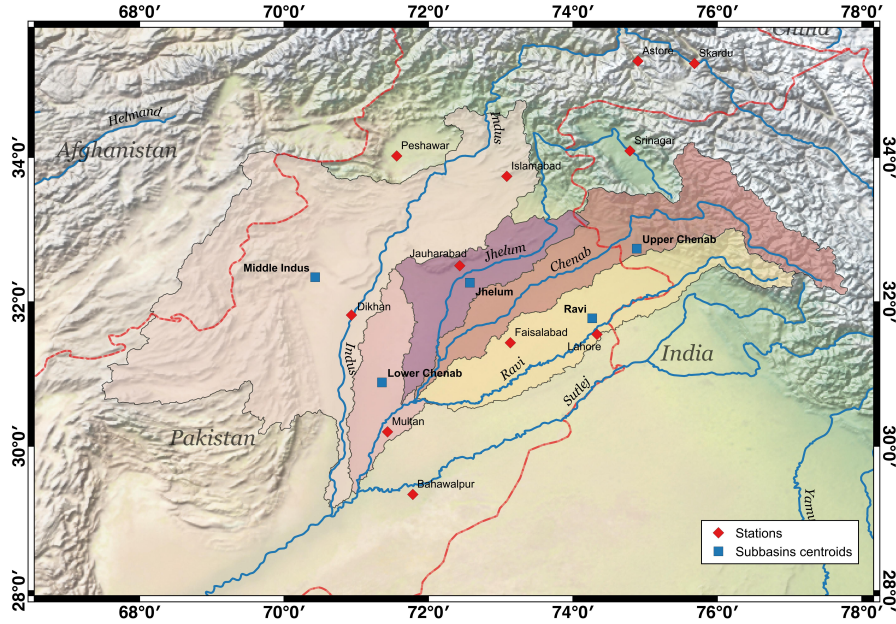 68°0' 70°0' 72°0' 74°0' 76°0' 78°0'
China
Astore
Skardu
Helmand
Indus
34°0'
34°0'
Afghanistan
Peshawar
Srinagar
Islamabad
Upper Chenab
Jhelum
Jauharabad
Chenab
Middle Indus
Jhelum
32°0'
32°0'
Dikhan
Ravi
Faisalabad
Lahore
Indus
India
Lower Chenab
Ravi
Sutlej
Multan
Pakistan
30°0'
30°0'
Bahawalpur
Yamu
Stations
Subbasins centroids
28°0'
28°0'
68°0' 70°0' 72°0' 74°0' 76°0' 78°0'